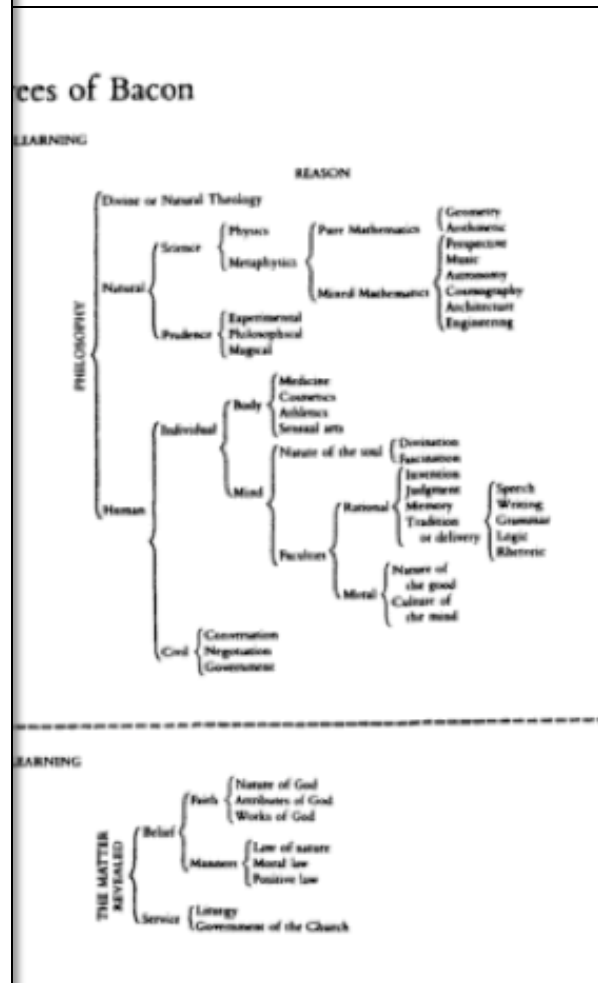 ees of Bacon
LEARNING
REASON
PHILOSOPHY
Divine or Natural Theology
Natural
Science
Physics
Metaphysics
Pure Mathematics
Geometry
Arithmetic
Mixed Mathematics
Perspective
Music
Astronomy
Cosmography
Architecture
Engineering
Prudence
Experimental
Philosophical
Magical
Human
Individual
Body
Medicine
Cosmetics
Athletics
Sensual arts
Mind
Nature of the soul
Divination
Fascination
Faculties
Rational
Invention
Judgment
Memory
Tradition
or delivery
Speech
Writing
Grammar
Logic
Rhetoric
Moral
Nature of
the good
Culture of
the mind
Civil
Conversation
Negotiation
Government
LEARNING
THE MATTER
REVEALED
Belief
Faith
Nature of God
Attributes of God
Works of God
Manners
Law of nature
Moral law
Positive law
Service
Liturgy
Government of the Church